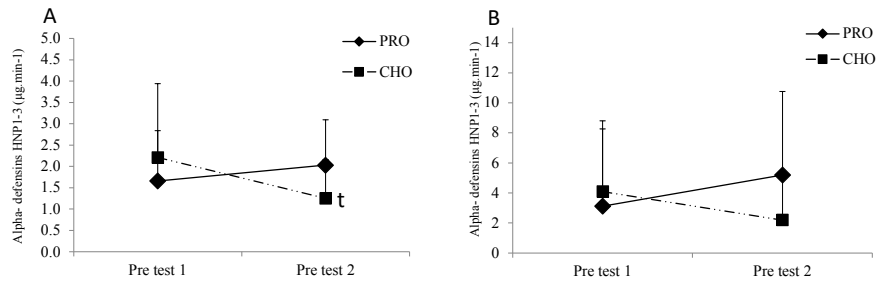 A
Alpha- defensins HNP1-3 (µg.min-1)
5.0
4.5
4.0
3.5
3.0
2.5
2.0
1.5
1.0
0.5
0.0
PRO
CHO
t
Pre test 1
Pre test 2
B
Alpha- defensins HNP1-3 (µg.min-1)
14
12
10
8
6
4
2
0
PRO
CHO
Pre test 1
Pre test 2